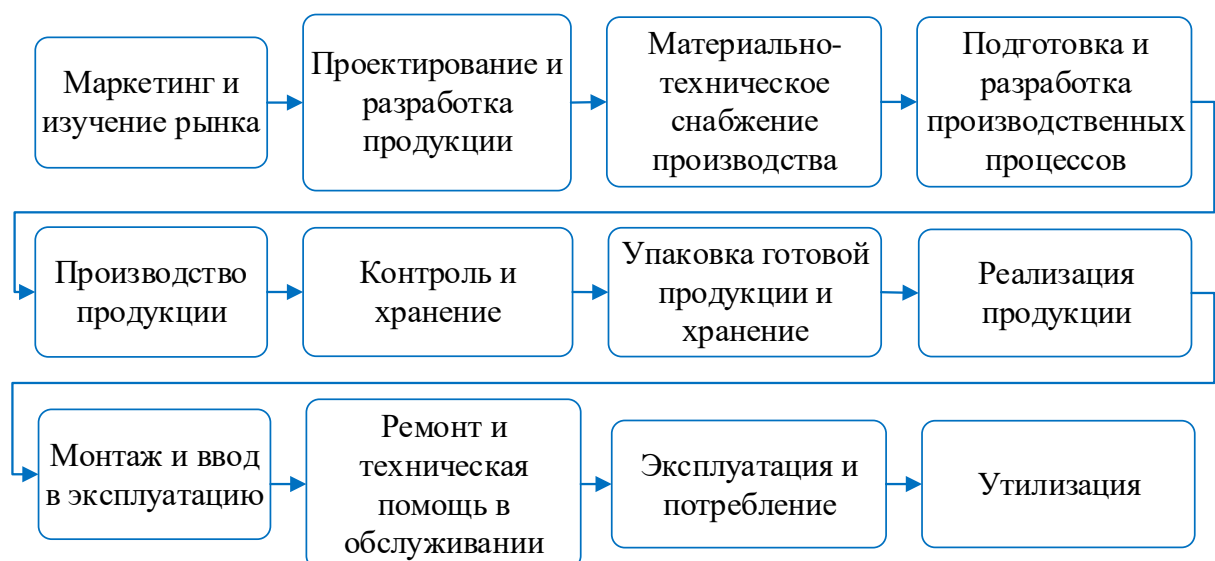 Маркетинг и
изучение рынка
Проектирование и
разработка
продукции
Материально-
техническое
снабжение
производства
Подготовка и
разработка
производственных
процессов
Производство
продукции
Контроль и
хранение
Упаковка готовой
продукции и
хранение
Реализация
продукции
Монтаж и ввод
в эксплуатацию
Ремонт и
техническая
помощь в
обслуживании
Эксплуатация и
потребление
Утилизация